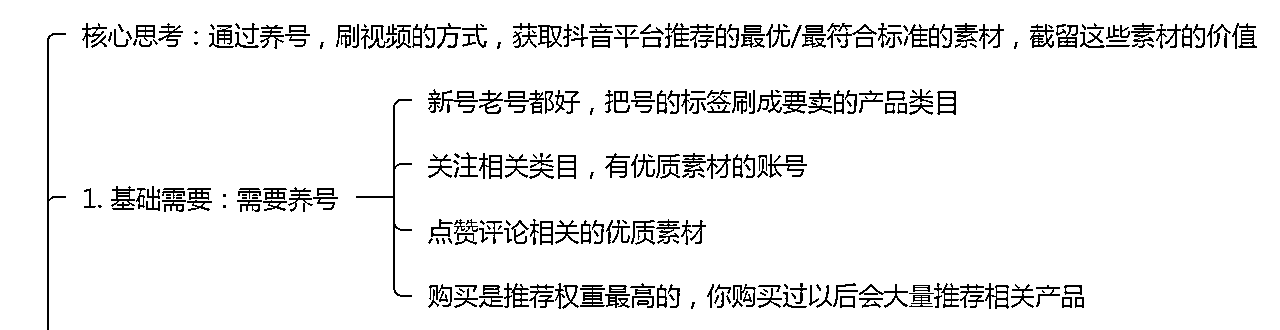 核心思考：通过养号，刷视频的方式，获取抖音平台推荐的最优/最符合标准的素材，截留这些素材的价值
新号老号都好，把号的标签刷成要卖的产品类目
关注相关类目，有优质素材的账号
1. 基础需要：需要养号
点赞评论相关的优质素材
购买是推荐权重最高的，你购买过以后会大量推荐相关产品